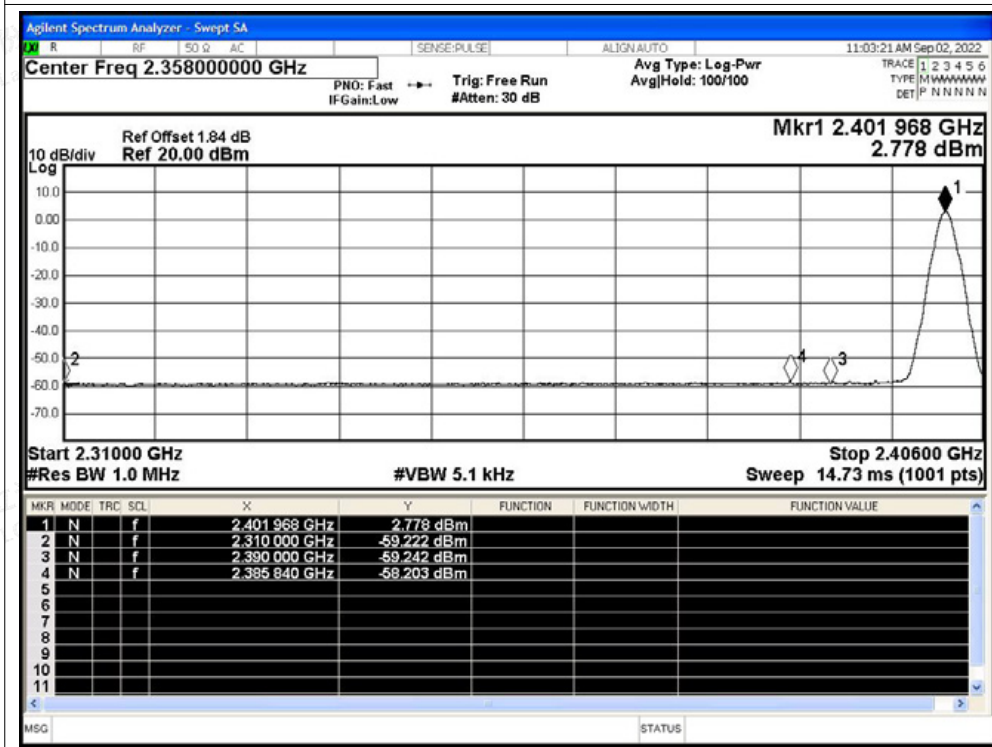 Agilent Spectrum Analyzer - Swept SA
LXI R RF 50 Ω AC SENSE:PULSE ALIGN AUTO 11:03:21 AM Sep 02, 2022
Center Freq 2.358000000 GHz
PNO: Fast
IFGain:Low
Trig: Free Run
#Atten: 30 dB
Avg Type: Log-Pwr
Avg|Hold: 100/100
TRACE 1 2 3 4 5 6
TYPE M WWWWW
DET P N N N N N
Mkr1 2.401 968 GHz
2.778 dBm
Ref Offset 1.84 dB
10 dB/div Ref 20.00 dBm
Log
10.0
0.00
-10.0
-20.0
-30.0
-40.0
-50.0
-60.0
-70.0
1
2
4
3
Start 2.31000 GHz Stop 2.40600 GHz
#Res BW 1.0 MHz #VBW 5.1 kHz Sweep 14.73 ms (1001 pts)
MKR MODE TRC SCL X Y FUNCTION FUNCTION WIDTH FUNCTION VALUE
1 N f 2.401 968 GHz 2.778 dBm
2 N f 2.310 000 GHz -59.222 dBm
3 N f 2.390 000 GHz -59.242 dBm
4 N f 2.385 840 GHz -58.203 dBm
5
6
7
8
9
10
11
MSG STATUS